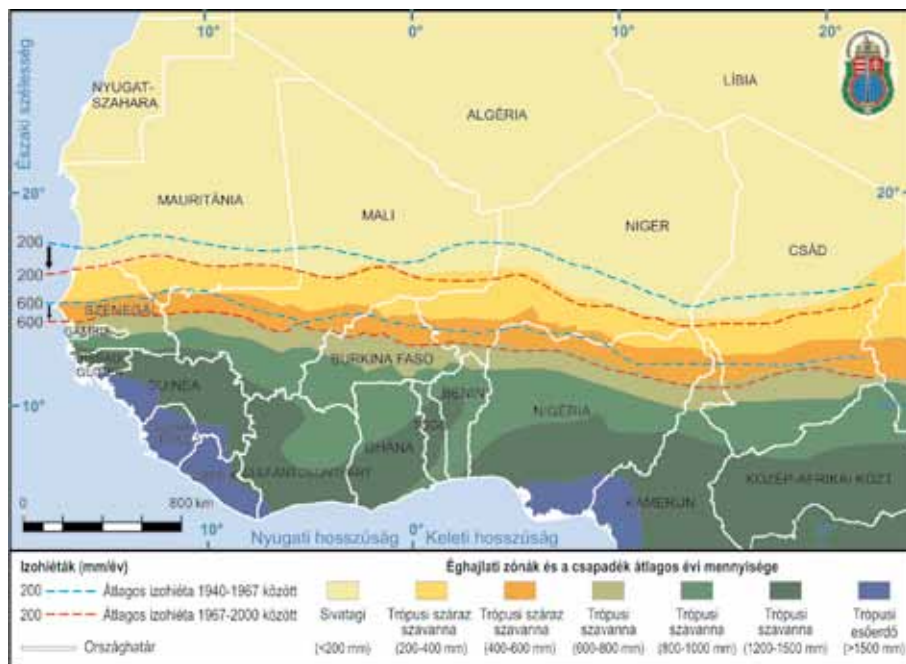 10° 0° 10° 20°
Északi szélesség
NYUGAT-
SZAHARA
ALGÉRIA
LÍBIA
20° 20°
MAURITÁNIA
MALI
NIGER
CSÁD
200
200
600
600
SZENEGÁL
GAMBIA
BURKINA FASO
GUINEA
BENIN
NIGÉRIA
10°
GHÁNA
KÖZÉP-AFRIKAI KÖZT.
KAMERUN
0 800 km
10° Nyugati hosszúság 0° Keleti hosszúság
Izohiéták (mm/év)
200 Átlagos izohiéta 1940-1967 között
200 Átlagos izohiéta 1967-2000 között
Országhatár
Éghajlati zónák és a csapadék átlagos évi mennyisége
Sivatagi
(<200 mm)
Trópusi száraz
szavanna
(200-400 mm)
Trópusi száraz
szavanna
(400-600 mm)
Trópusi
szavanna
(600-800 mm)
Trópusi
szavanna
(800-1000 mm)
Trópusi
szavanna
(1200-1500 mm)
Trópusi
esőerdő
(>1500 mm)